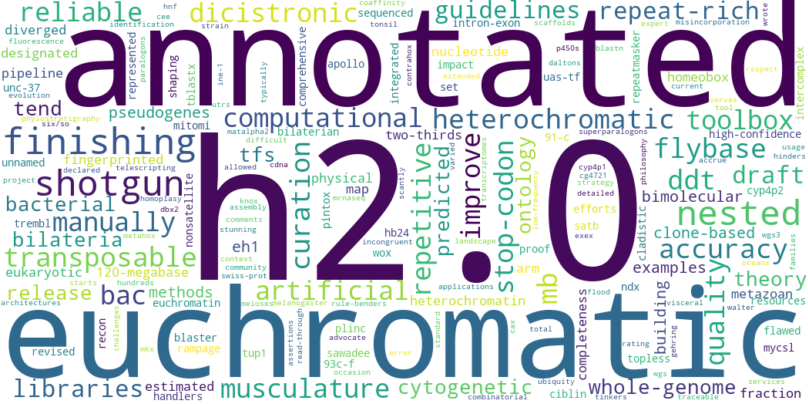 reliable dicistronic guidelines repeat-rich
annotated
h2.0
euchromatic
diverged
designated
pipeline
unc-37
tend
pseudogenes
computational heterochromatic toolbox
finishing
shotgun
bacterial
manually
bilateria
transposable
eukaryotic 120-megabase
release bac methods artificial
unnamed
fingerprinted
telescripting
declared
project
homoplasy
trembl
dbx2
metahox
nonsatellite
mitomi
tfs
bilaterian
matalpha2
difficult
allowed
cdna
knox
assembly
comments
stunning
eh1
context
community
swiss-prot
curation
physical
map
pintox
mrnaseq
hb24
incongruent
wox
two-thirds
repetitive
predicted
varied
scantly
improve
transcriptomes
landscape
stop-codon
ontology
low-frequency
91-c
superparalogs
cyp4p1
cg4721
strategy
detailed
efforts
satb
exex
proof
arm
mb
philosophy
cladistic
flybase
ddt draft
high-confidence
usage
hinders
accrue
cyp4p2
bimolecular
nested
clone-based wgs3
accuracy
examples theory
families
oceans
metazoan
resources
walter
visceral
gehring
building
quality
completeness
flood
ndx
applications
heterochromatin
melanogaster
meioses
rule-benders
euchromatin
architectures
starts
hundreds
revised
recon
challenges
mkx
blaster
rampage
handlers
estimated
libraries
tup1
assertions
read-through
plinc
advocate
sawadee
93c-f
occasion
error
standard
cax
total
ubiquity
combinatorial
rating
topless
wgs
ciblin
tinkers
traceable
services
flawed
mycsl
fraction
musculature cytogenetic whole-genome
identification
hnf
cee
strain
fluorescence
evolution
phylostratigraphy
six/so
represented
paralogons
shaping
tblastx
ine-1
utrs
typically
comprehensive
apollo
coaffinity
tonsil
sequenced
integrated
contrahox
intron-exon
nucleotide
impact
extended
set
uas-tf
scaffolds
daltons
current
misincorporation
wrote
homeobox
serves
tool
repeatmasker
p450s
expert
blastn
respect
intercomplex